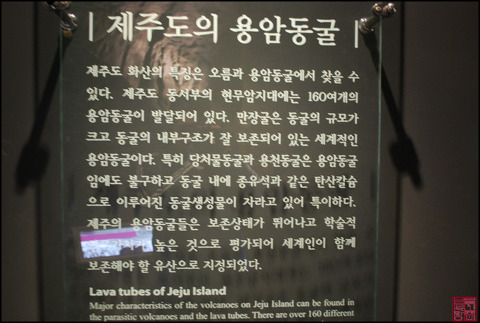 | 제주도의 용암동굴 |
제주도 화산의 특징은 오름과 용암동굴에서 찾을 수
있다. 제주도 동서부의 현무암지대에는 160여개의
용암동굴이 발달되어 있다. 만장굴은 동굴의 규모가
크고 동굴의 내부구조가 잘 보존되어 있는 세계적인
용암동굴이다. 특히 당처물동굴과 용천동굴은 용암동굴
임에도 불구하고 동굴 내에 종유석과 같은 탄산칼슘
으로 이루어진 동굴생성물이 자라고 있어 특이하다.
제주의 용암동굴들은 보존상태가 뛰어나고 학술적
높은 것으로 평가되어 세계인이 함께
보존해야 할 유산으로 지정되었다.
Lava tubes of Jeju Island
Major characteristics of the volcanoes on Jeju Island can be found in
the parasitic volcanoes and the lava tubes. There are over 160 different